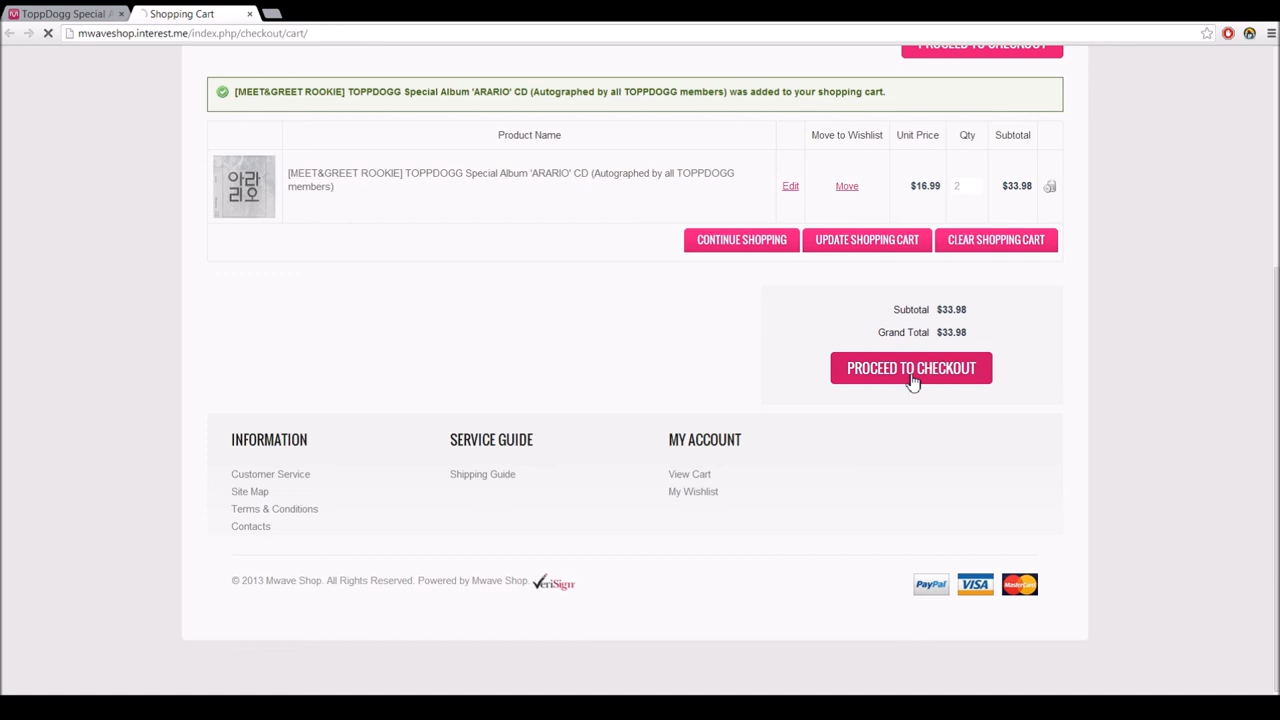 ToppDogg Special A
Shopping Cart
mwaveshop.interest.me/index.php/checkout/cart/
PROCEED TO CHECKOUT
[MEET&GREET ROOKIE] TOPPDOGG Special Album 'ARARIO' CD (Autographed by all TOPPDOGG members) was added to your shopping cart.
Product Name Move to Wishlist Unit Price Qty Subtotal
아라
리오
[MEET&GREET ROOKIE] TOPPDOGG Special Album 'ARARIO' CD (Autographed by all TOPPDOGG
members)
Edit Move $16.99 2 $33.98
CONTINUE SHOPPING UPDATE SHOPPING CART CLEAR SHOPPING CART
Subtotal $33.98
Grand Total $33.98
PROCEED TO CHECKOUT
INFORMATION SERVICE GUIDE MY ACCOUNT
Customer Service Shipping Guide View Cart
Site Map My Wishlist
Terms & Conditions
Contacts
© 2013 Mwave Shop. All Rights Reserved. Powered by Mwave Shop. VeriSign
PayPal VISA MasterCard